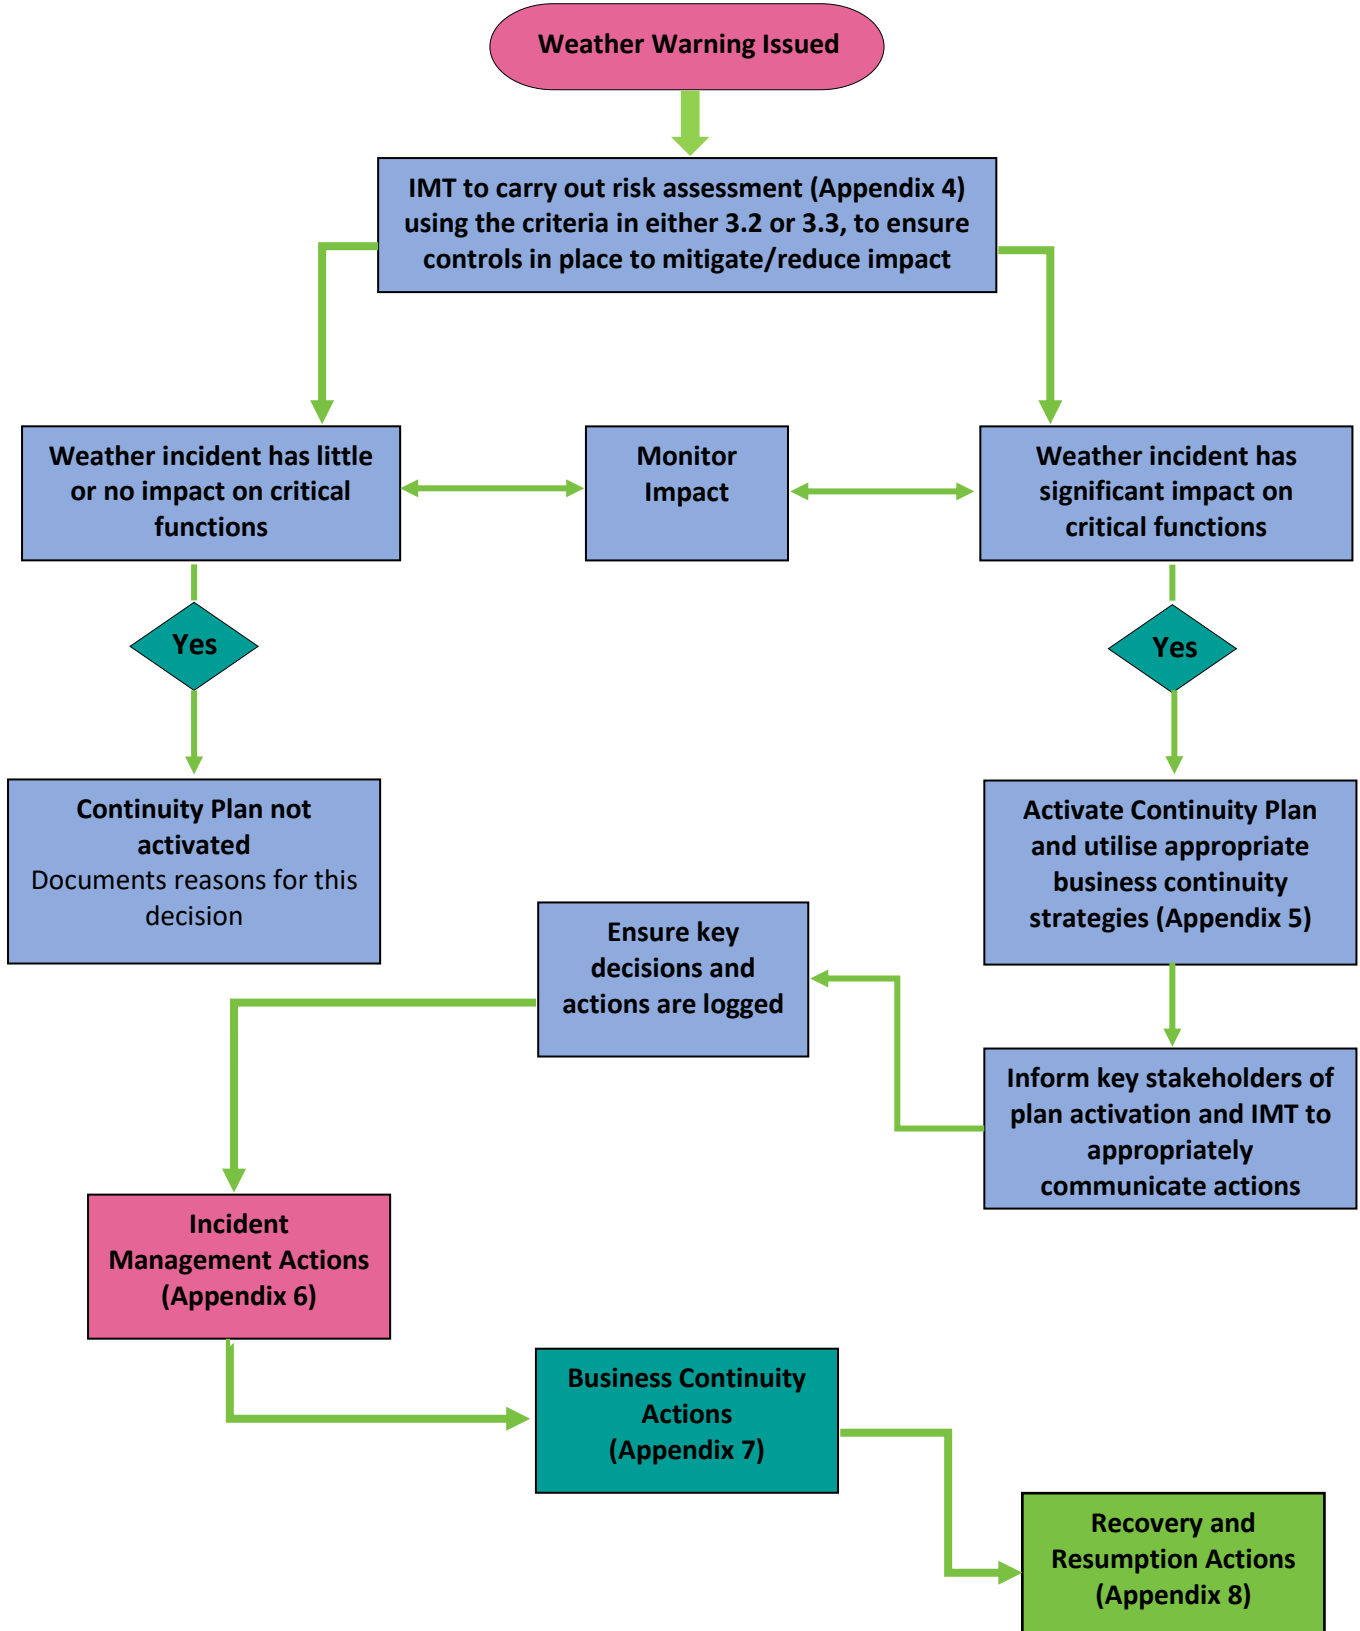 Weather Warning Issued
IMT to carry out risk assessment (Appendix 4)
using the criteria in either 3.2 or 3.3, to ensure
controls in place to mitigate/reduce impact
Weather incident has little
or no impact on critical
functions
Monitor
Impact
Weather incident has
significant impact on
critical functions
Yes
Yes
Continuity Plan not
activated
Documents reasons for this
decision
Activate Continuity Plan
and utilise appropriate
business continuity
strategies (Appendix 5)
Ensure key
decisions and
actions are logged
Inform key stakeholders of
plan activation and IMT to
appropriately
communicate actions
Incident
Management Actions
(Appendix 6)
Business Continuity
Actions
(Appendix 7)
Recovery and
Resumption Actions
(Appendix 8)